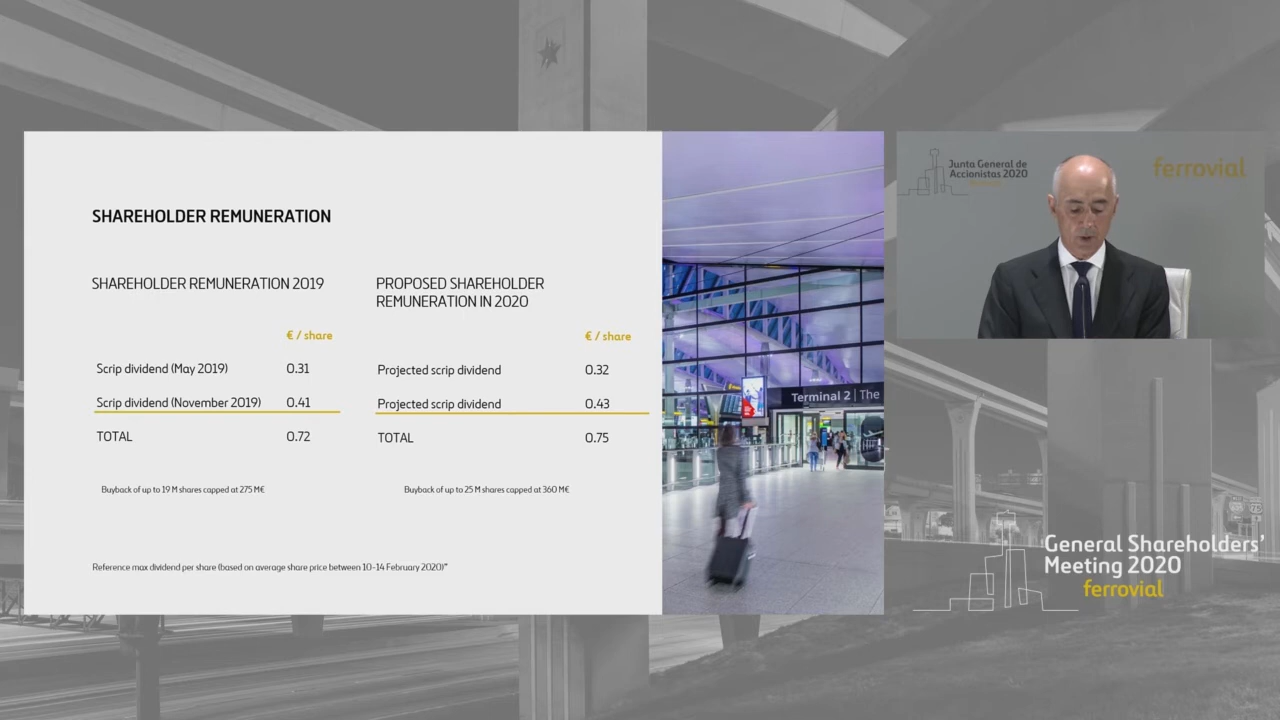 SHAREHOLDER REMUNERATION
SHAREHOLDER REMUNERATION 2019
€ / share
Scrip dividend (May 2019) 0.31
Scrip dividend (November 2019) 0.41
TOTAL 0.72
Buyback of up to 19 M shares capped at 275 M€
PROPOSED SHAREHOLDER
REMUNERATION IN 2020
€ / share
Projected scrip dividend 0.32
Projected scrip dividend 0.43
TOTAL 0.75
Buyback of up to 25 M shares capped at 360 M€
Reference max dividend per share (based on average share price between 10-14 February 2020)"
Terminal 2 | The
Junta General de
Accionistas 2020
ferrovial
General Shareholders'
Meeting 2020
ferrovial